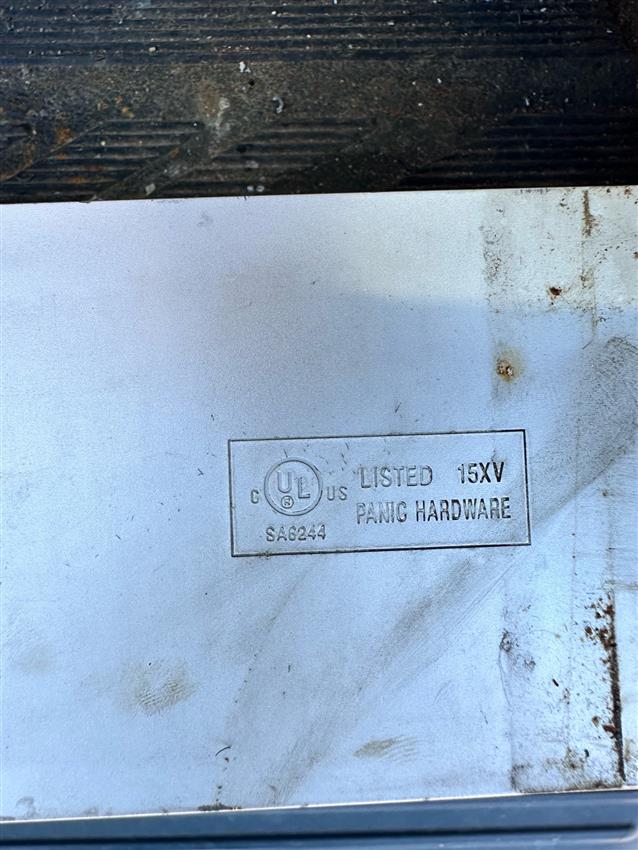 C UL® US LISTED 15XV
SA6244 PANIC HARDWARE